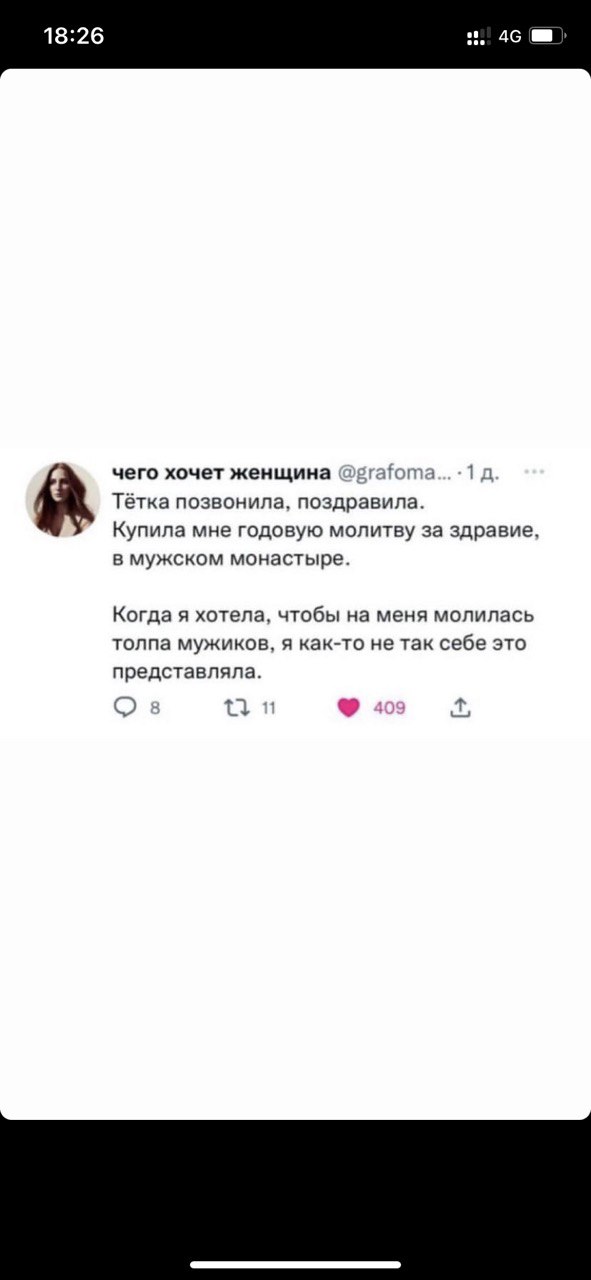 18:26 4G
чего хочет женщина @grafoma... · 1 д.
Тётка позвонила, поздравила.
Купила мне годовую молитву за здравие,
в мужском монастыре.
Когда я хотела, чтобы на меня молилась
толпа мужиков, я как-то не так себе это
представляла.
8 11 409